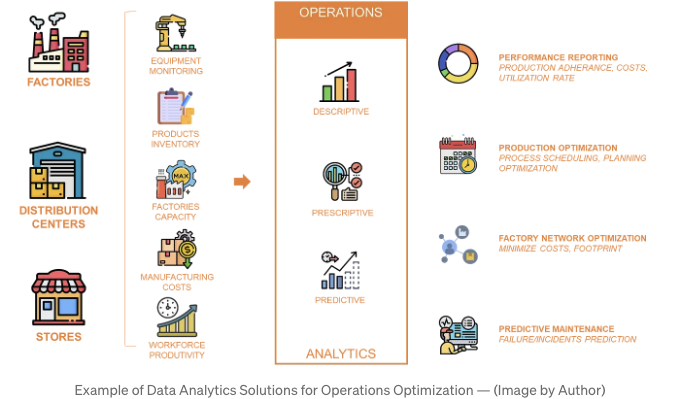 FACTORIES
DISTRIBUTION
CENTERS
STORES
EQUIPMENT
MONITORING
PRODUCTS
INVENTORY
MAX
FACTORIES
CAPACITY
MANUFACTURING
COSTS
WORKFORCE
PRODUTIVITY
OPERATIONS
DESCRIPTIVE
PRESCRIPTIVE
PREDICTIVE
ANALYTICS
PERFORMANCE REPORTING
PRODUCTION ADHERANCE, COSTS,
UTILIZATION RATE
PRODUCTION OPTIMIZATION
PROCESS SCHEDULING, PLANNING
OPTIMIZATION
FACTORY NETWORK OPTIMIZATION
MINIMIZE COSTS, FOOTPRINT
PREDICTIVE MAINTENANCE
FAILURE/INCIDENTS PREDICTION
Example of Data Analytics Solutions for Operations Optimization — (Image by Author)